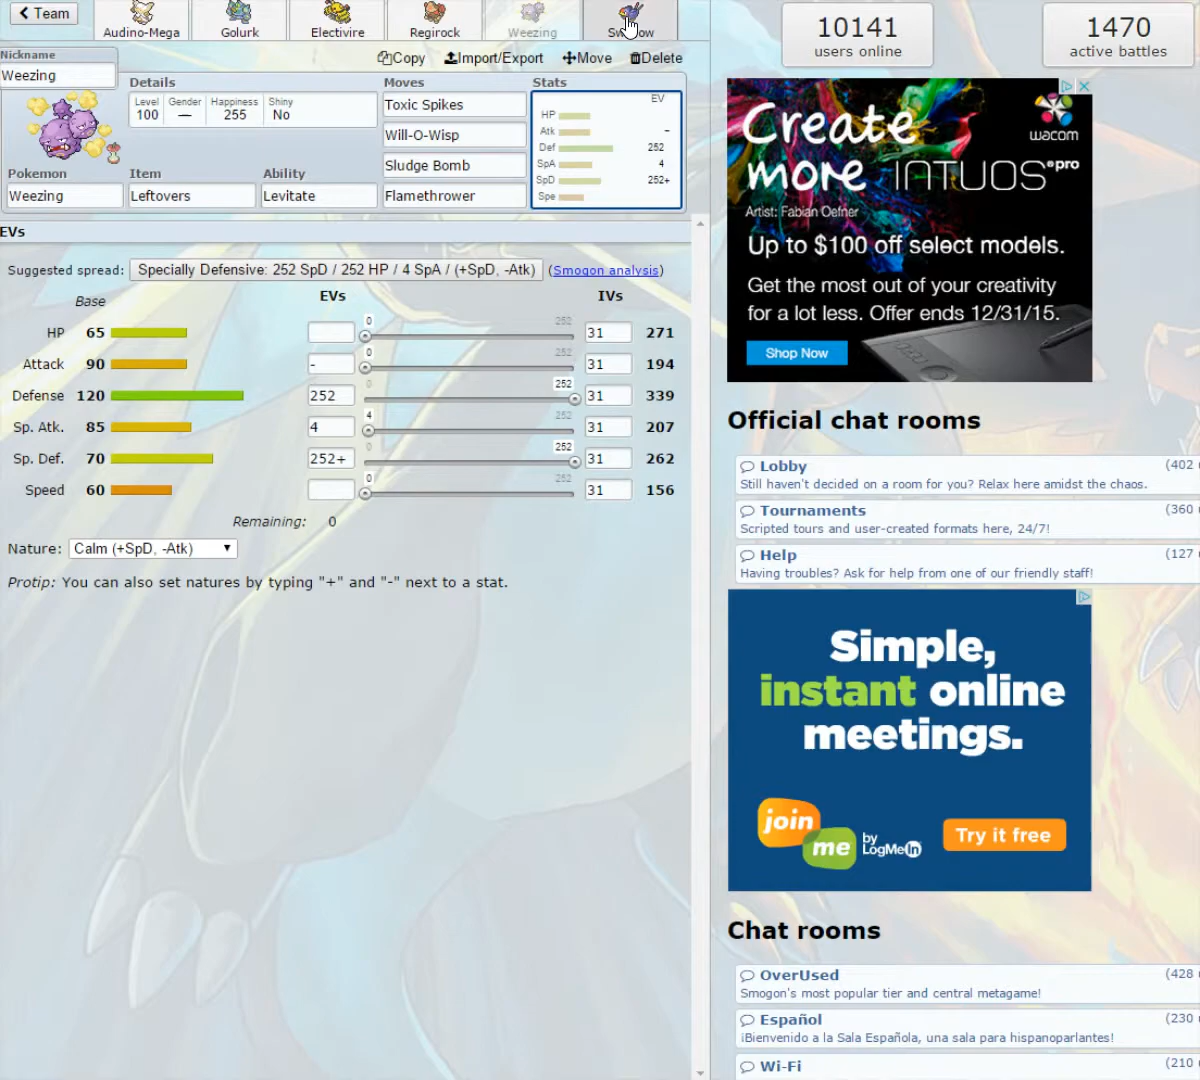 Team
Audino-Mega
Golurk
Electivire
Regirock
Weezing
Nickname
Weezing
Copy
Import/Export
Move
Delete
Details
Level
100
Gender
—
Happiness
255
Shiny
No
Pokemon
Weezing
Item
Leftovers
Ability
Levitate
Moves
Toxic Spikes
Will-O-Wisp
Sludge Bomb
Flamethrower
Stats
EV
HP
Atk -
Def 252
SpA 4
SpD 252+
Spe
EVs
Suggested spread: Specially Defensive: 252 SpD / 252 HP / 4 SpA / (+SpD, -Atk) (Smogon analysis)
Base EVs IVs
HP 65 0 252 31 271
Attack 90 - 0 252 31 194
Defense 120 252 0 252 31 339
Sp. Atk. 85 4 4 252 31 207
Sp. Def. 70 252+ 0 252 31 262
Speed 60 0 252 31 156
Remaining: 0
Nature: Calm (+SpD, -Atk)
Protip: You can also set natures by typing "+" and "-" next to a stat.
10141
users online
1470
active battles
Create
more INTUOS®pro
wacom
Artist: Fabian Oefner
Up to $100 off select models.
Get the most out of your creativity
for a lot less. Offer ends 12/31/15.
Shop Now
Official chat rooms
Lobby (402
Still haven't decided on a room for you? Relax here amidst the chaos.
Tournaments (360
Scripted tours and user-created formats here, 24/7!
Help (127
Having troubles? Ask for help from one of our friendly staff!
Simple,
instant online
meetings.
join
me by
LogMeIn
Try it free
Chat rooms
OverUsed (428
Smogon's most popular tier and central metagame!
Español (230
¡Bienvenido a la Sala Española, una sala para hispanoparlantes!
Wi-Fi (210